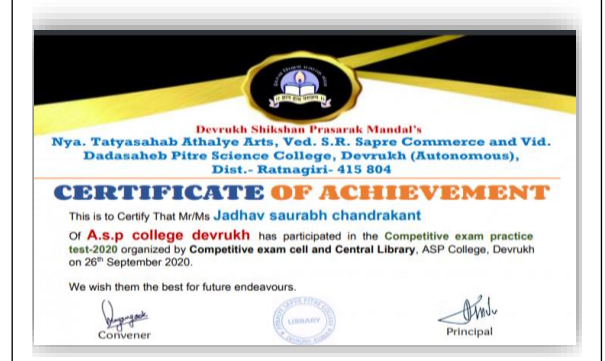 Devrukh Shikshan Prasarak Mandal's
Nya. Tatyasahab Athalye Arts, Ved. S.R. Sapre Commerce and Vid.
Dadasaheb Pitre Science College, Devrukh (Autonomous),
Dist.- Ratnagiri- 415 804
CERTIFICATE OF ACHIEVEMENT
This is to Certify That Mr/Ms Jadhav saurabh chandrakant
Of A.s.p college devrukh has participated in the Competitive exam practice
test-2020 organized by Competitive exam cell and Central Library, ASP College, Devrukh
on 26th September 2020.
We wish them the best for future endeavours.
LIBRARY
Convener
Principal